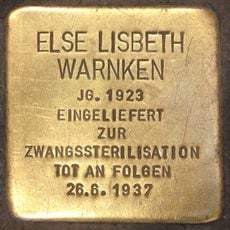 ELSE LISBETH
WARNKEN
JG. 1923
EINGELIEFERT
ZUR
ZWANGSSTERILISATION
TOT AN FOLGEN
26.6.1937